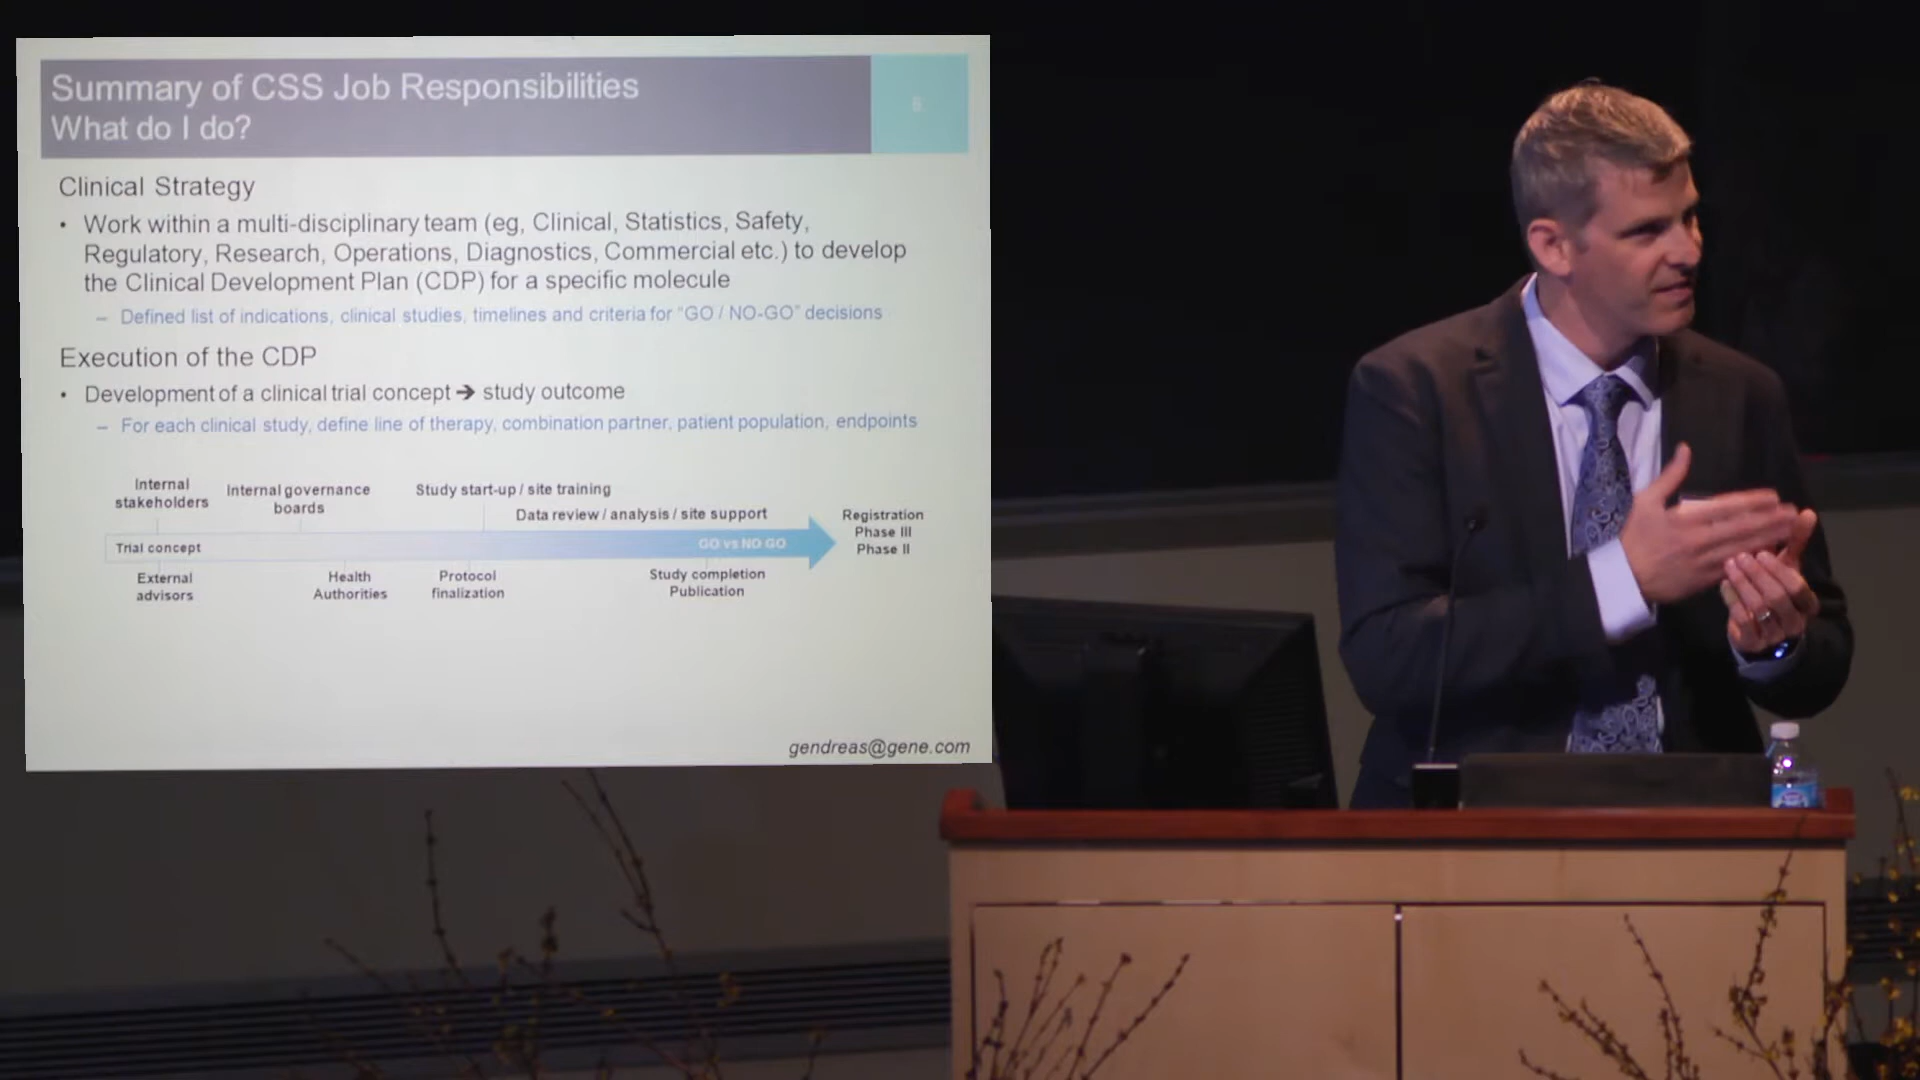 Summary of CSS Job Responsibilities
What do I do?
Clinical Strategy
• Work within a multi-disciplinary team (eg, Clinical, Statistics, Safety,
Regulatory, Research, Operations, Diagnostics, Commercial etc.) to develop
the Clinical Development Plan (CDP) for a specific molecule
– Defined list of indications, clinical studies, timelines and criteria for "GO / NO-GO" decisions
Execution of the CDP
• Development of a clinical trial concept ➔ study outcome
– For each clinical study, define line of therapy, combination partner, patient population, endpoints
Internal
stakeholders
Internal governance
boards
Study start-up / site training
Data review / analysis / site support
Trial concept
GO vs NO GO
Registration
Phase III
Phase II
External
advisors
Health
Authorities
Protocol
finalization
Study completion
Publication
gendreas@gene.com